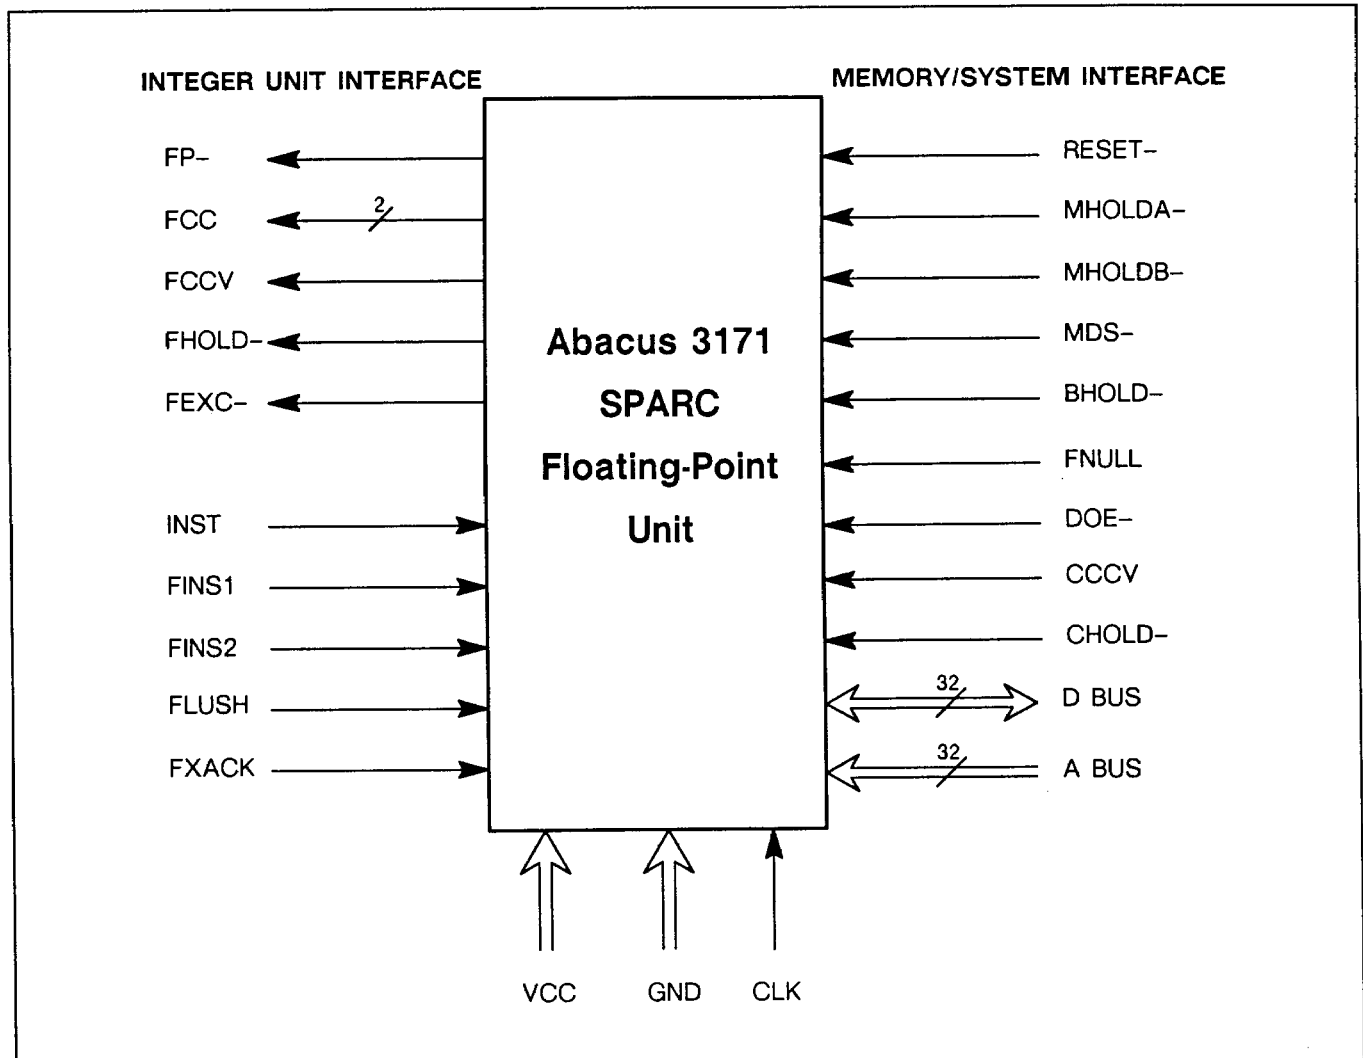 INTEGER UNIT INTERFACE
MEMORY/SYSTEM INTERFACE
FP–
FCC
2
FCCV
FHOLD–
FEXC–
INST
FINS1
FINS2
FLUSH
FXACK
Abacus 3171
SPARC
Floating-Point
Unit
RESET–
MHOLDA–
MHOLDB–
MDS–
BHOLD–
FNULL
DOE–
CCCV
CHOLD–
32
D BUS
32
A BUS
VCC
GND
CLK